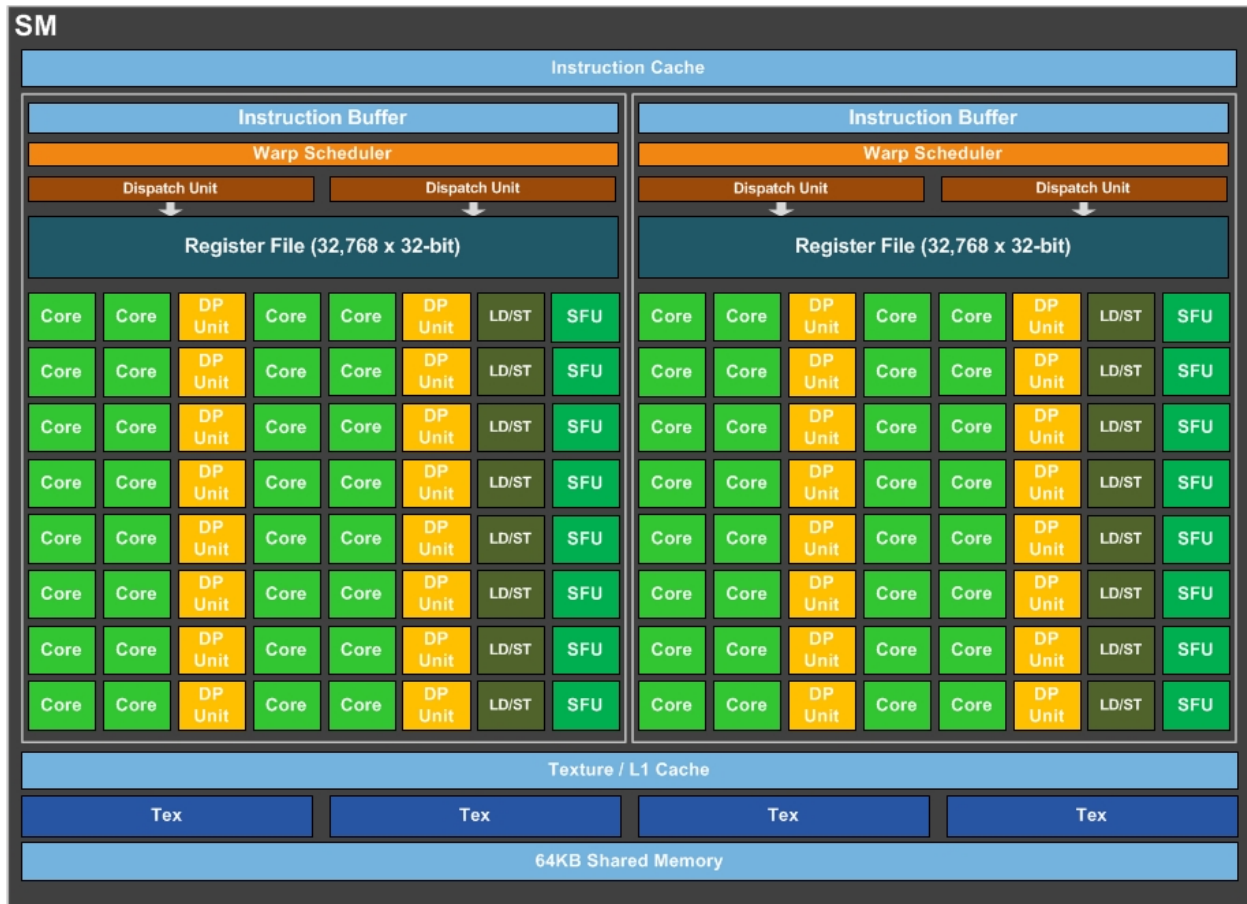 SM
Instruction Cache
Instruction Buffer Instruction Buffer
Warp Scheduler Warp Scheduler
Dispatch Unit Dispatch Unit Dispatch Unit Dispatch Unit
Register File (32,768 x 32-bit) Register File (32,768 x 32-bit)
Core Core DP Unit Core Core DP Unit LD/ST SFU Core Core DP Unit Core Core DP Unit LD/ST SFU
Core Core DP Unit Core Core DP Unit LD/ST SFU Core Core DP Unit Core Core DP Unit LD/ST SFU
Core Core DP Unit Core Core DP Unit LD/ST SFU Core Core DP Unit Core Core DP Unit LD/ST SFU
Core Core DP Unit Core Core DP Unit LD/ST SFU Core Core DP Unit Core Core DP Unit LD/ST SFU
Core Core DP Unit Core Core DP Unit LD/ST SFU Core Core DP Unit Core Core DP Unit LD/ST SFU
Core Core DP Unit Core Core DP Unit LD/ST SFU Core Core DP Unit Core Core DP Unit LD/ST SFU
Core Core DP Unit Core Core DP Unit LD/ST SFU Core Core DP Unit Core Core DP Unit LD/ST SFU
Core Core DP Unit Core Core DP Unit LD/ST SFU Core Core DP Unit Core Core DP Unit LD/ST SFU
Texture / L1 Cache
Tex Tex Tex Tex
64KB Shared Memory